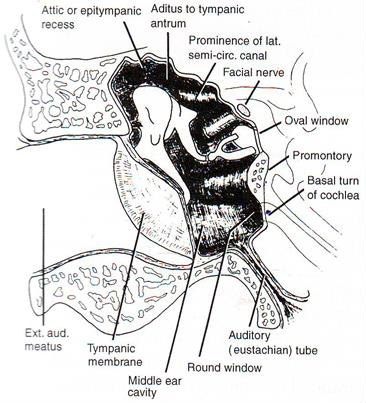 Attic or epitympanic
recess
Aditus to tympanic
antrum
Prominence of lat.
semi-circ. canal
Facial nerve
Oval window
Promontory
Basal turn
of cochlea
Ext. aud.
meatus
Tympanic
membrane
Middle ear
cavity
Round window
Auditory
(eustachian) tube